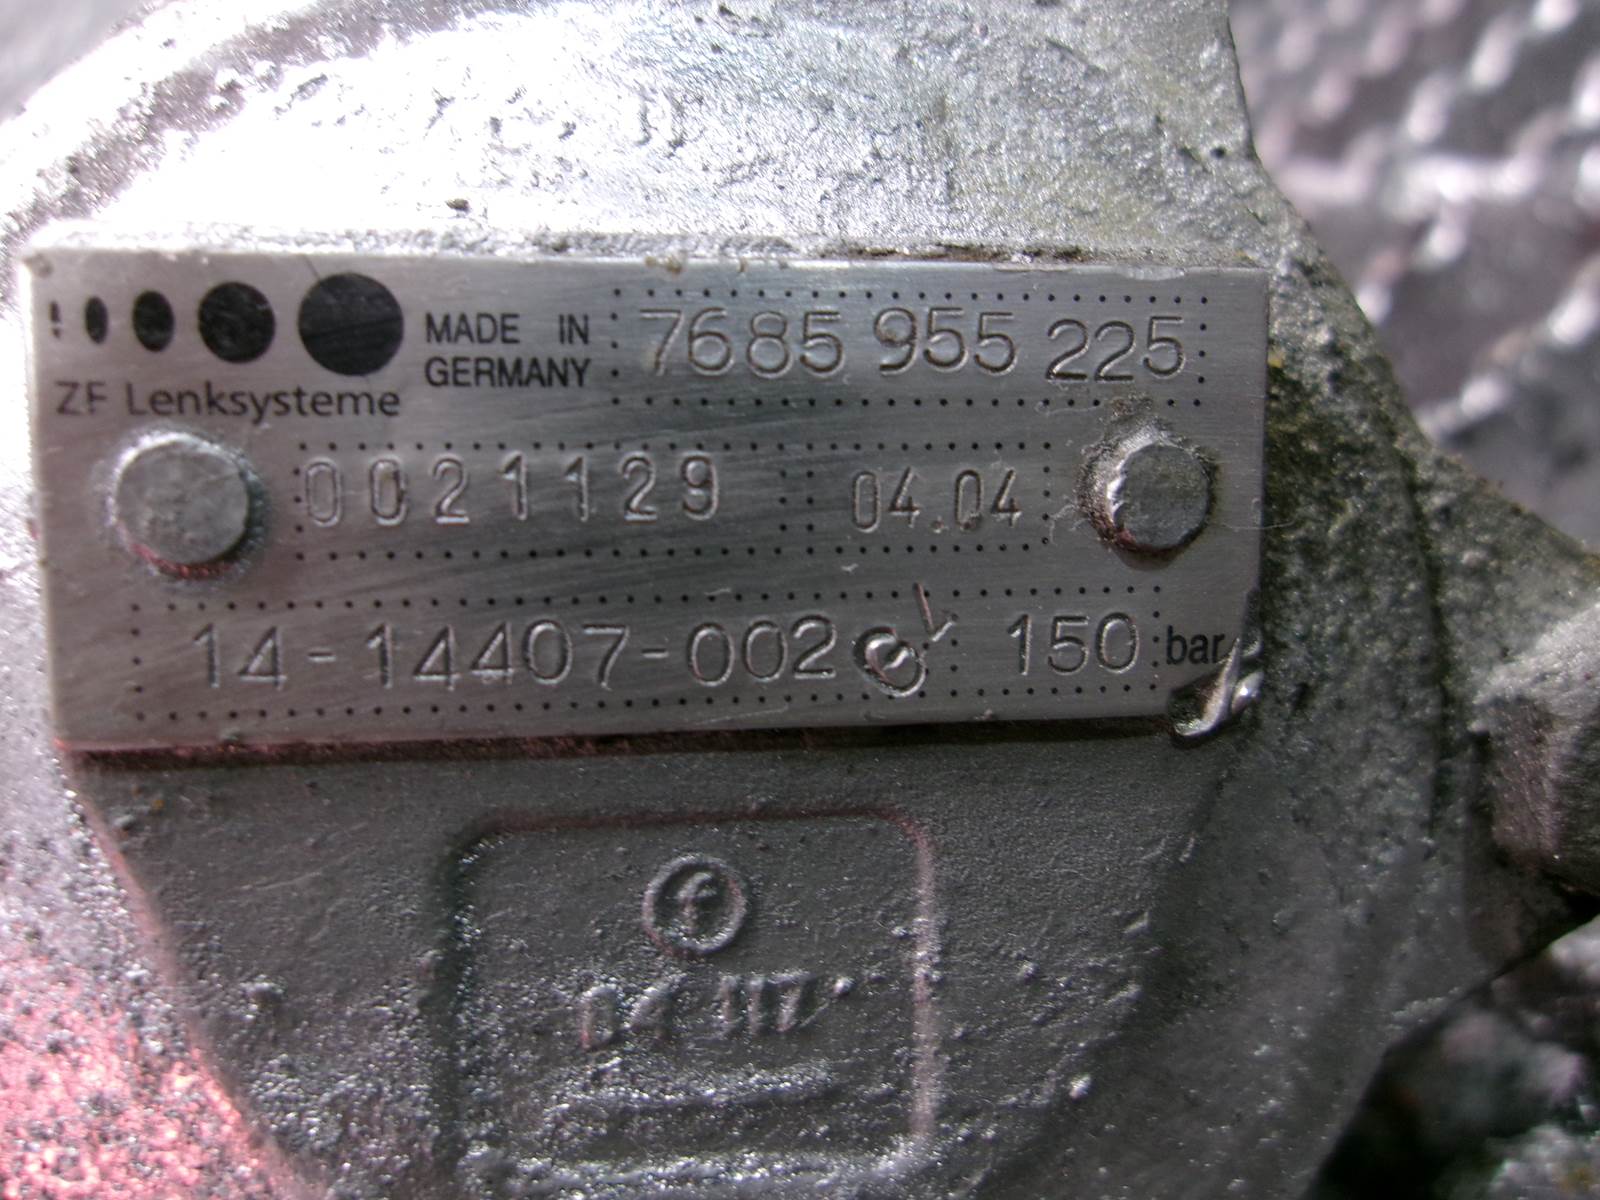 MADE IN GERMANY 7685 955 225
ZF Lenksysteme
0021129 04.04
14-14407-002 150 bar
f